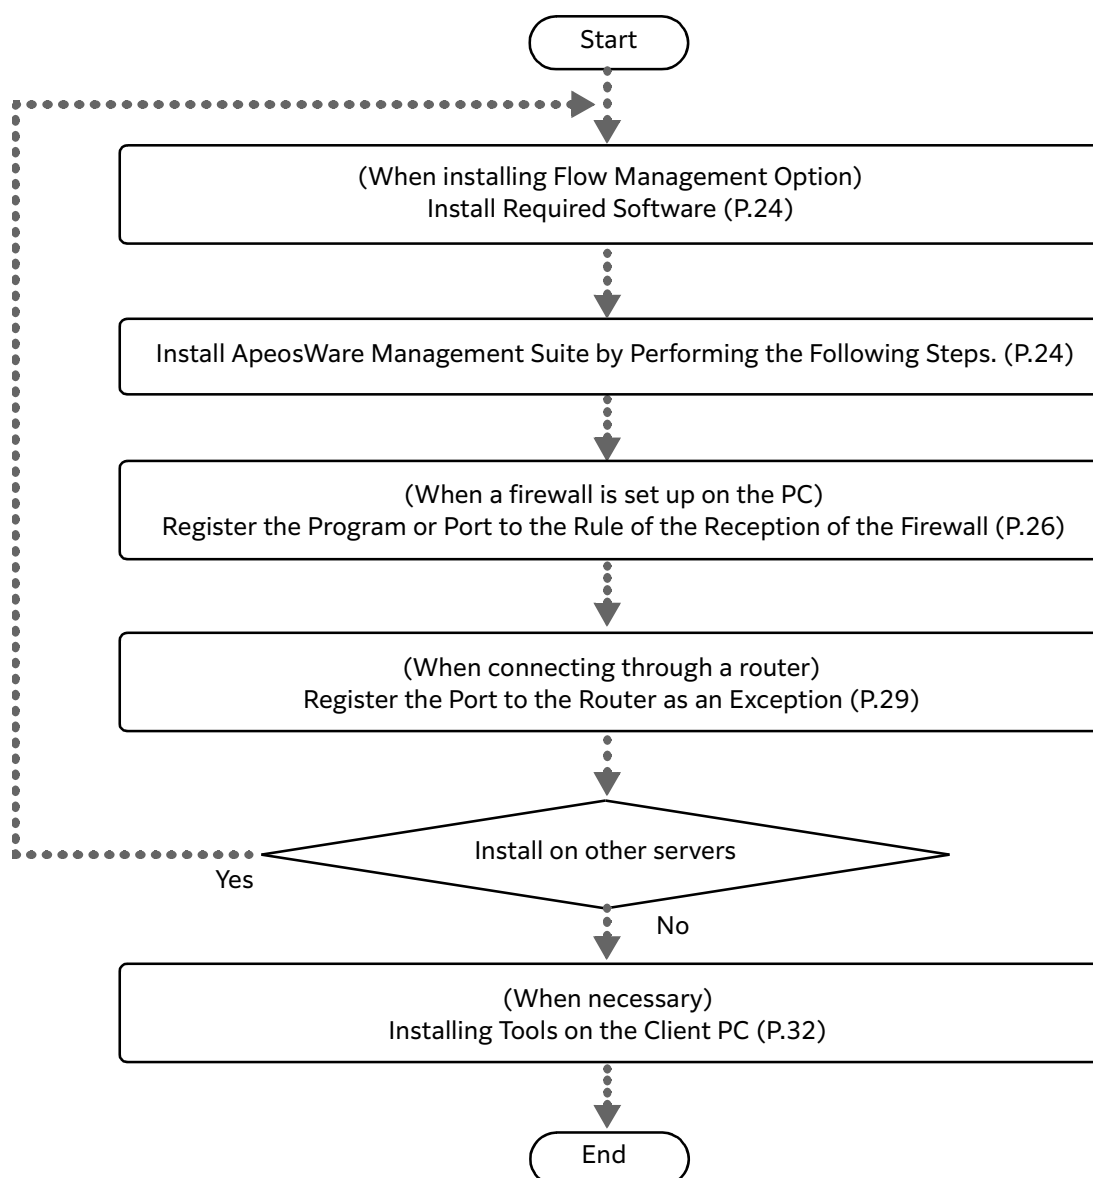 Start
(When installing Flow Management Option)
Install Required Software (P.24)
Install ApeosWare Management Suite by Performing the Following Steps. (P.24)
(When a firewall is set up on the PC)
Register the Program or Port to the Rule of the Reception of the Firewall (P.26)
(When connecting through a router)
Register the Port to the Router as an Exception (P.29)
Install on other servers
Yes
No
(When necessary)
Installing Tools on the Client PC (P.32)
End